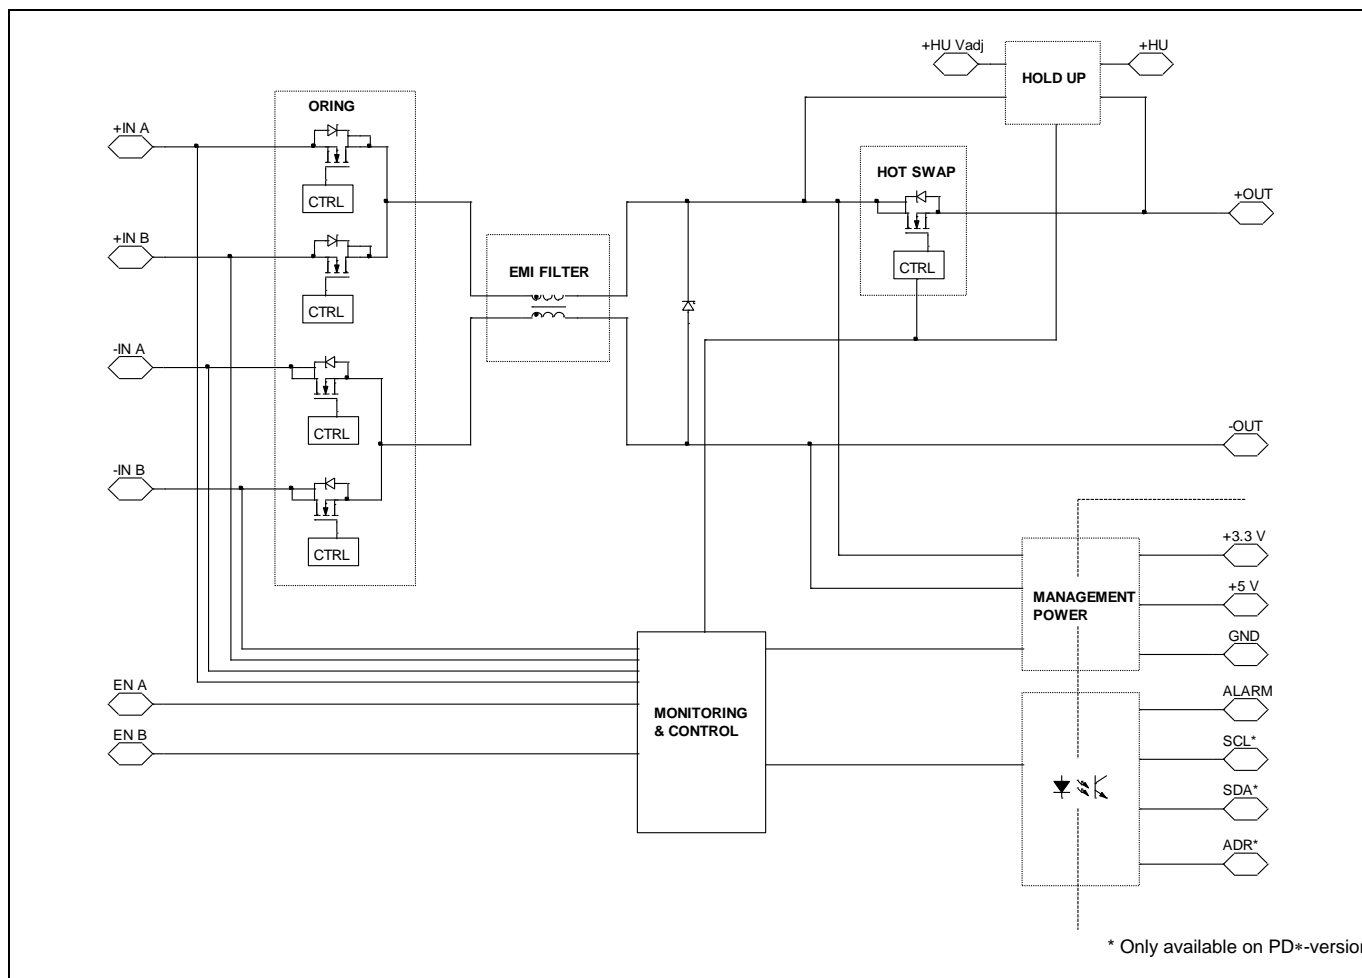 +HU Vadj
+HU
HOLD UP
ORING
+IN A
CTRL
HOT SWAP
+OUT
+IN B
CTRL
EMI FILTER
CTRL
-IN A
CTRL
-OUT
-IN B
CTRL
+3.3 V
+5 V
MANAGEMENT
POWER
GND
EN A
ALARM
MONITORING
& CONTROL
EN B
SCL*
SDA*
ADR*
* Only available on PD*-version